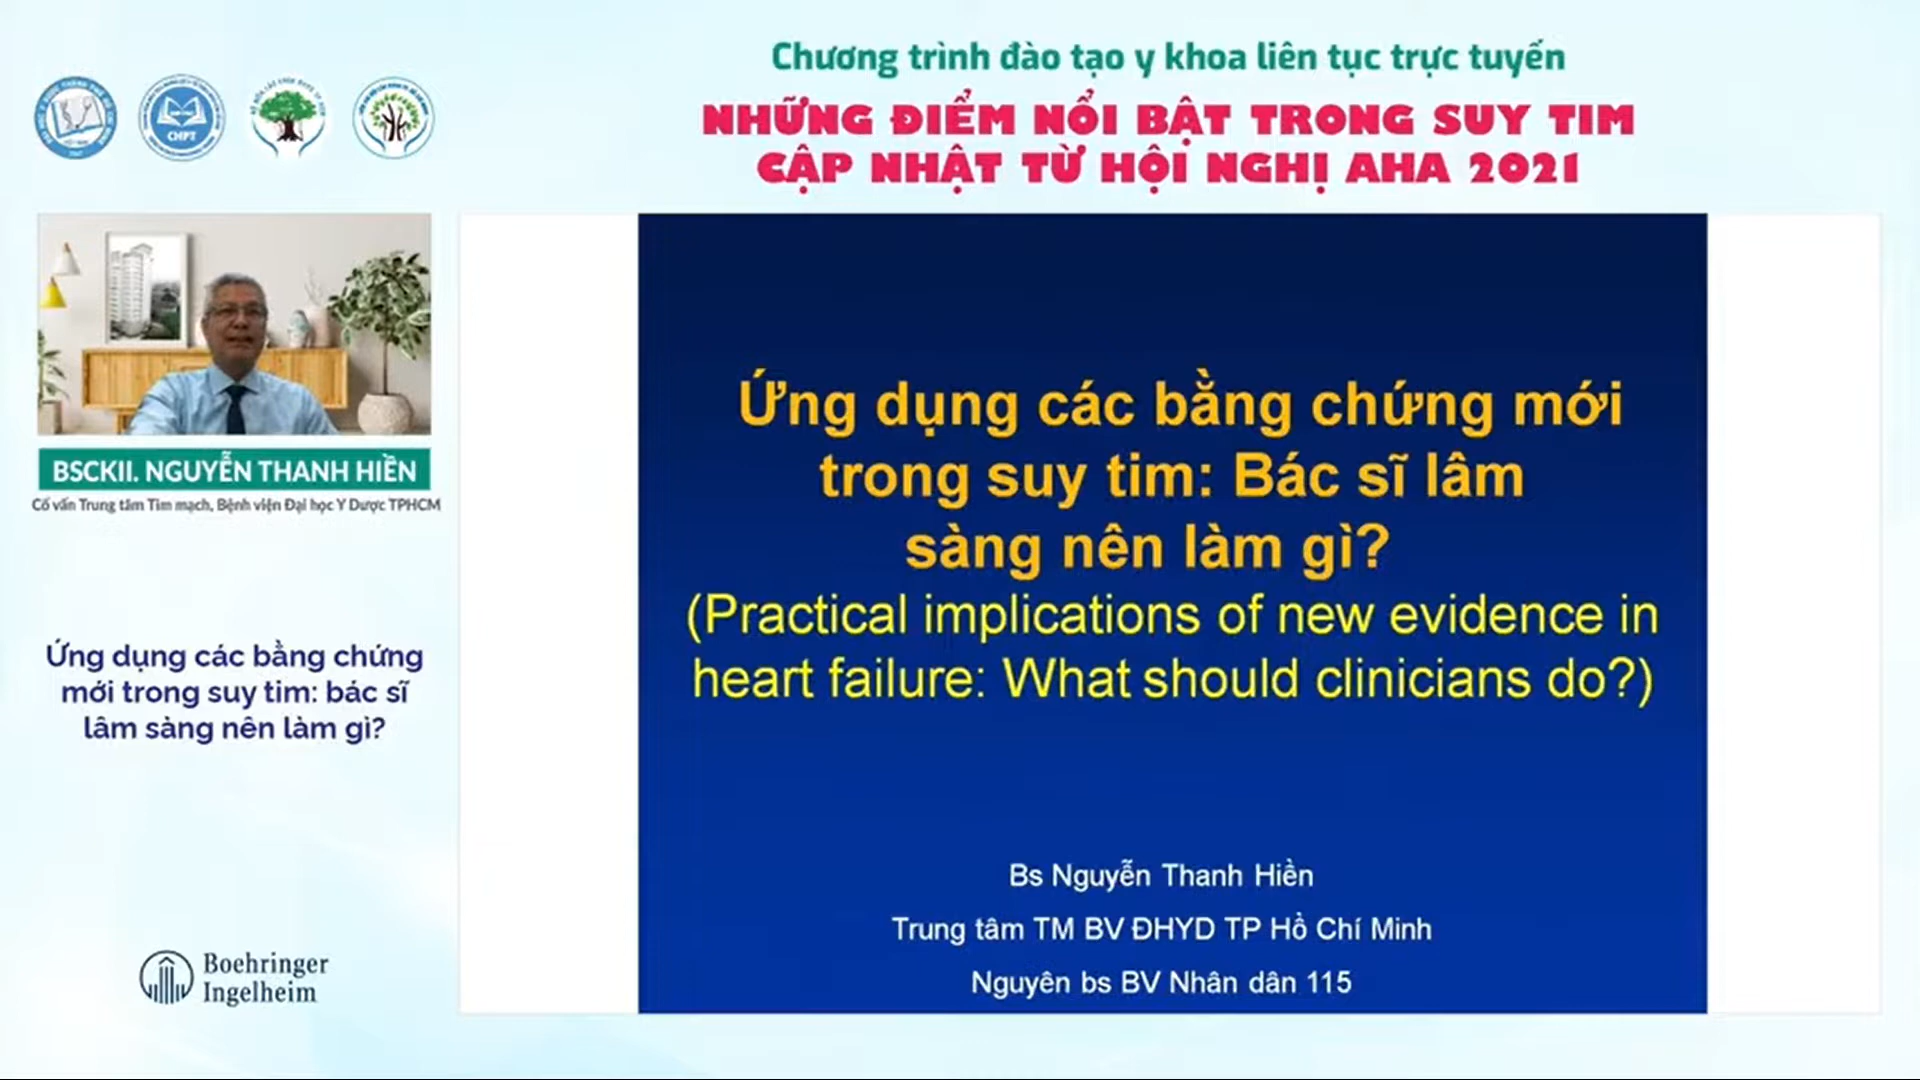 Chương trình đào tạo y khoa liên tục trực tuyến
NHỮNG ĐIỂM NỔI BẬT TRONG SUY TIM
CẬP NHẬT TỪ HỘI NGHỊ AHA 2021
CHPT
BSCKII. NGUYỄN THANH HIỀN
Cố vấn Trung tâm Tim mạch, Bệnh viện Đại học Y Dược TPHCM
Ứng dụng các bằng chứng
mới trong suy tim: bác sĩ
lâm sàng nên làm gì?
Boehringer
Ingelheim
Ứng dụng các bằng chứng mới
trong suy tim: Bác sĩ lâm
sàng nên làm gì?
(Practical implications of new evidence in
heart failure: What should clinicians do?)
Bs Nguyễn Thanh Hiền
Trung tâm TM BV ĐHYD TP Hồ Chí Minh
Nguyên bs BV Nhân dân 115